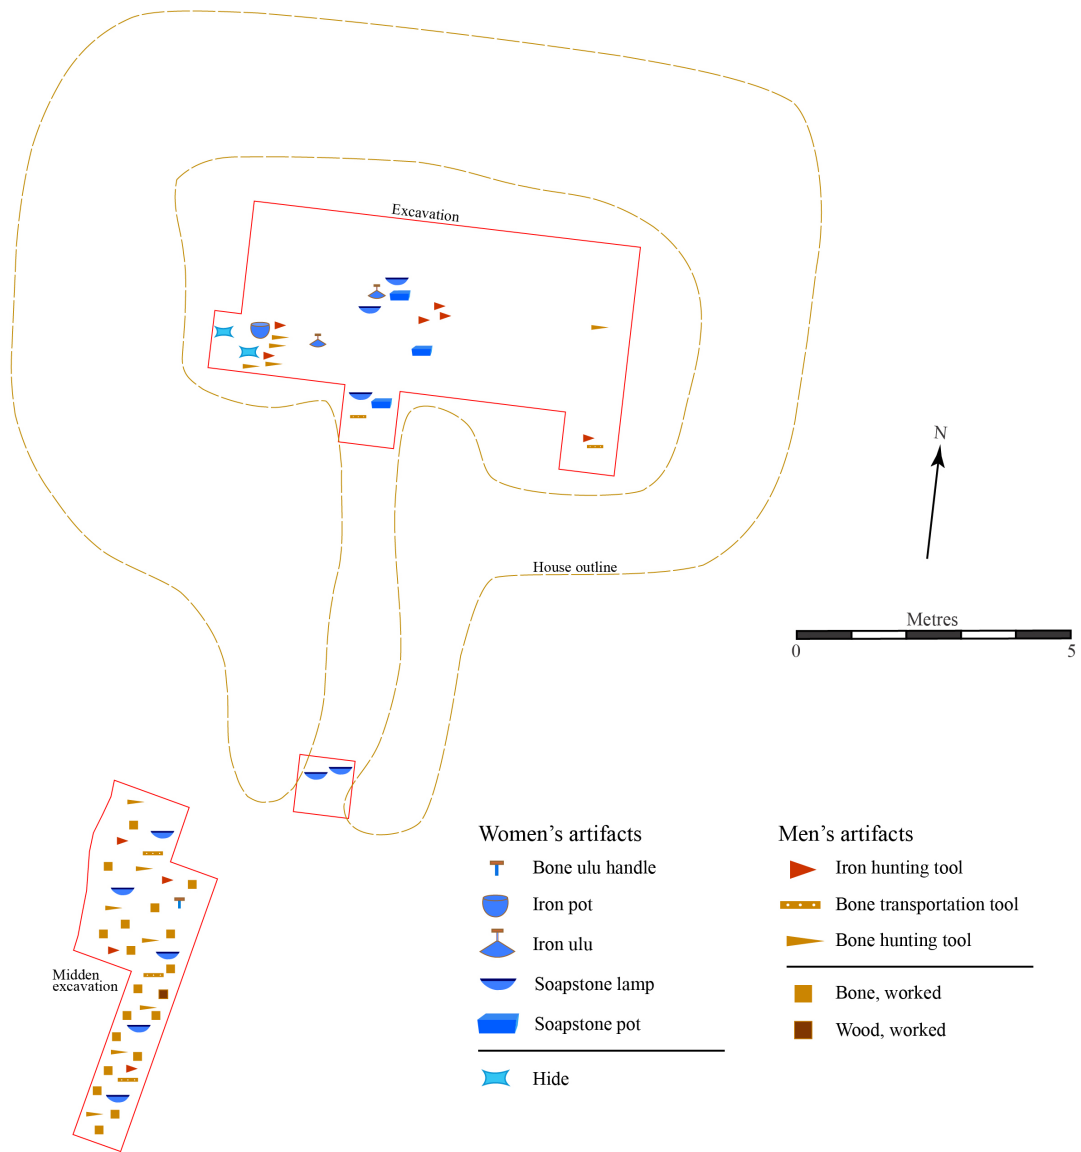 Excavation
N
House outline
Metres
0
5
Midden
excavation
Women’s artifacts
Bone ulu handle
Iron pot
Iron ulu
Soapstone lamp
Soapstone pot
Hide
Men’s artifacts
Iron hunting tool
Bone transportation tool
Bone hunting tool
Bone, worked
Wood, worked